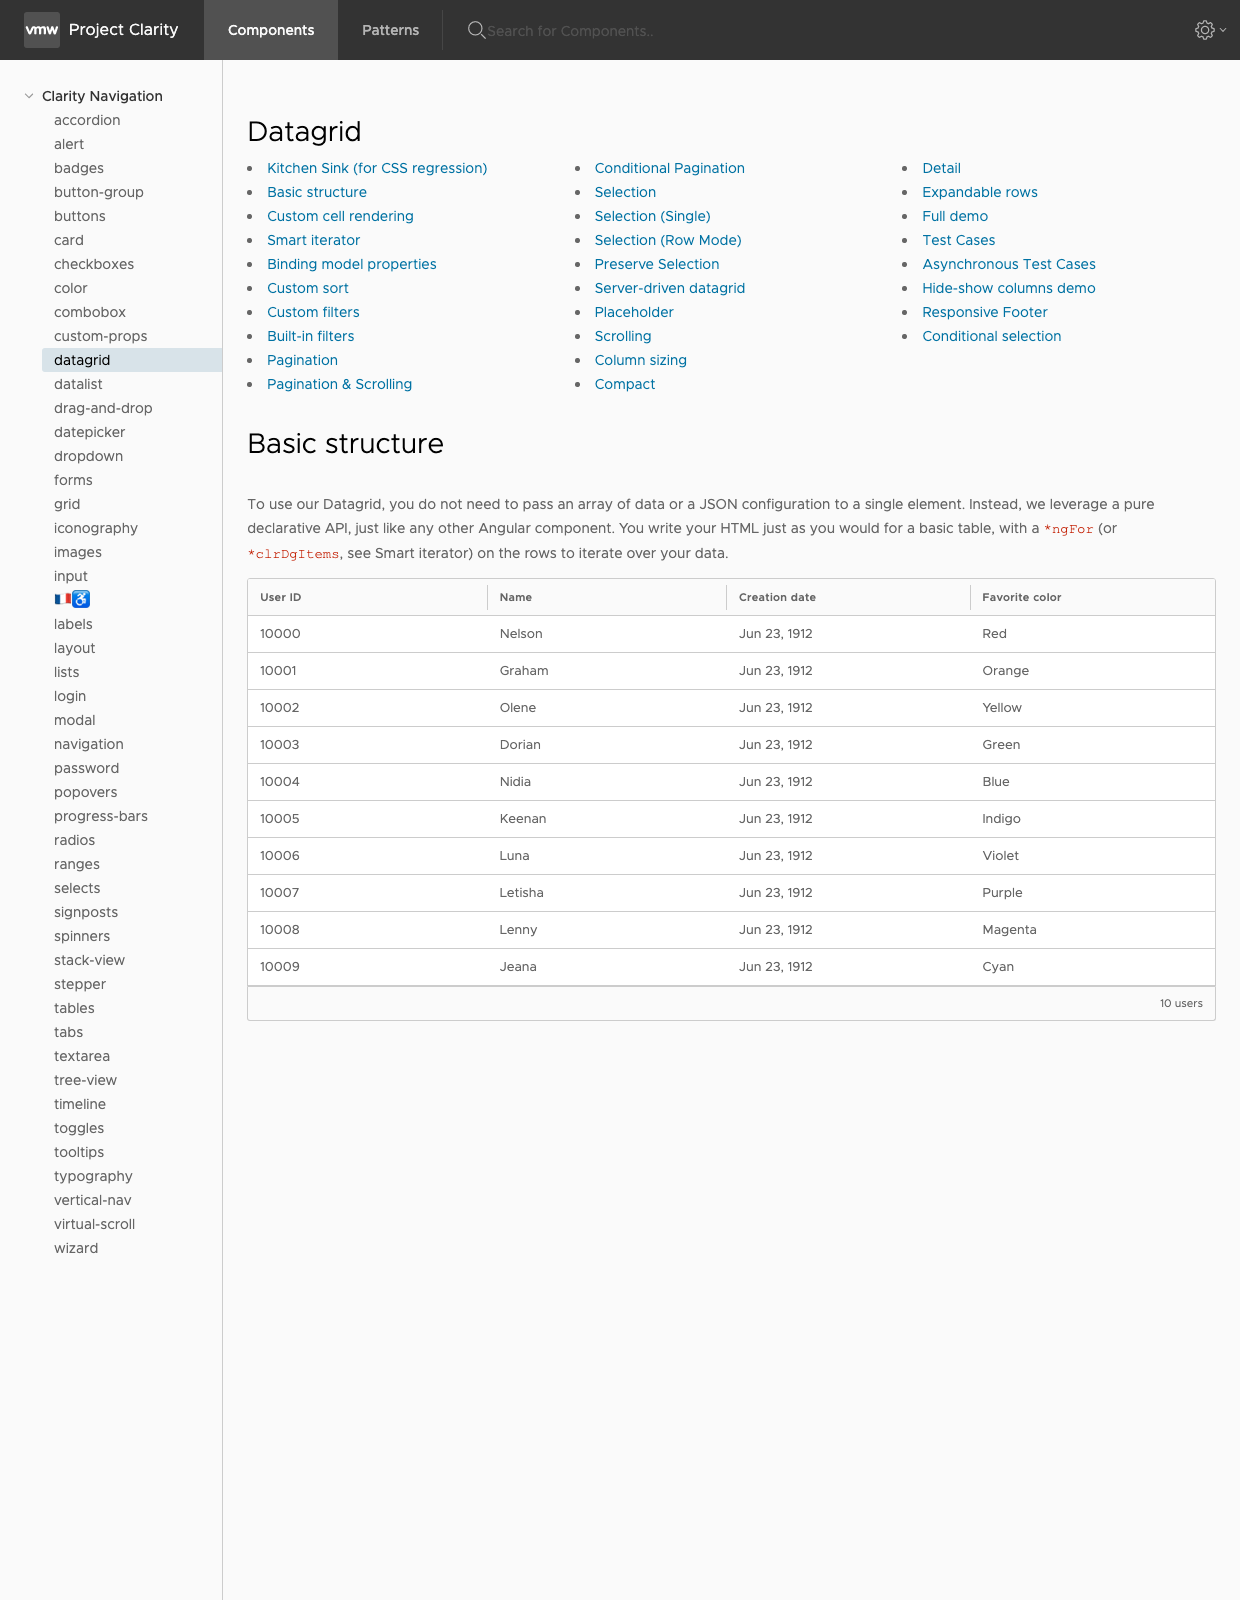 vmw Project Clarity Components Patterns Search for Components..
Clarity Navigation
accordion
alert
badges
button-group
buttons
card
checkboxes
color
combobox
custom-props
datagrid
datalist
drag-and-drop
datepicker
dropdown
forms
grid
iconography
images
input
🇫🇷♿
labels
layout
lists
login
modal
navigation
password
popovers
progress-bars
radios
ranges
selects
signposts
spinners
stack-view
stepper
tables
tabs
textarea
tree-view
timeline
toggles
tooltips
typography
vertical-nav
virtual-scroll
wizard
Datagrid
Kitchen Sink (for CSS regression)
Basic structure
Custom cell rendering
Smart iterator
Binding model properties
Custom sort
Custom filters
Built-in filters
Pagination
Pagination & Scrolling
Conditional Pagination
Selection
Selection (Single)
Selection (Row Mode)
Preserve Selection
Server-driven datagrid
Placeholder
Scrolling
Column sizing
Compact
Detail
Expandable rows
Full demo
Test Cases
Asynchronous Test Cases
Hide-show columns demo
Responsive Footer
Conditional selection
Basic structure
To use our Datagrid, you do not need to pass an array of data or a JSON configuration to a single element. Instead, we leverage a pure
declarative API, just like any other Angular component. You write your HTML just as you would for a basic table, with a *ngFor (or
*clrDgItems, see Smart iterator) on the rows to iterate over your data.
User ID Name Creation date Favorite color
10000 Nelson Jun 23, 1912 Red
10001 Graham Jun 23, 1912 Orange
10002 Olene Jun 23, 1912 Yellow
10003 Dorian Jun 23, 1912 Green
10004 Nidia Jun 23, 1912 Blue
10005 Keenan Jun 23, 1912 Indigo
10006 Luna Jun 23, 1912 Violet
10007 Letisha Jun 23, 1912 Purple
10008 Lenny Jun 23, 1912 Magenta
10009 Jeana Jun 23, 1912 Cyan
10 users